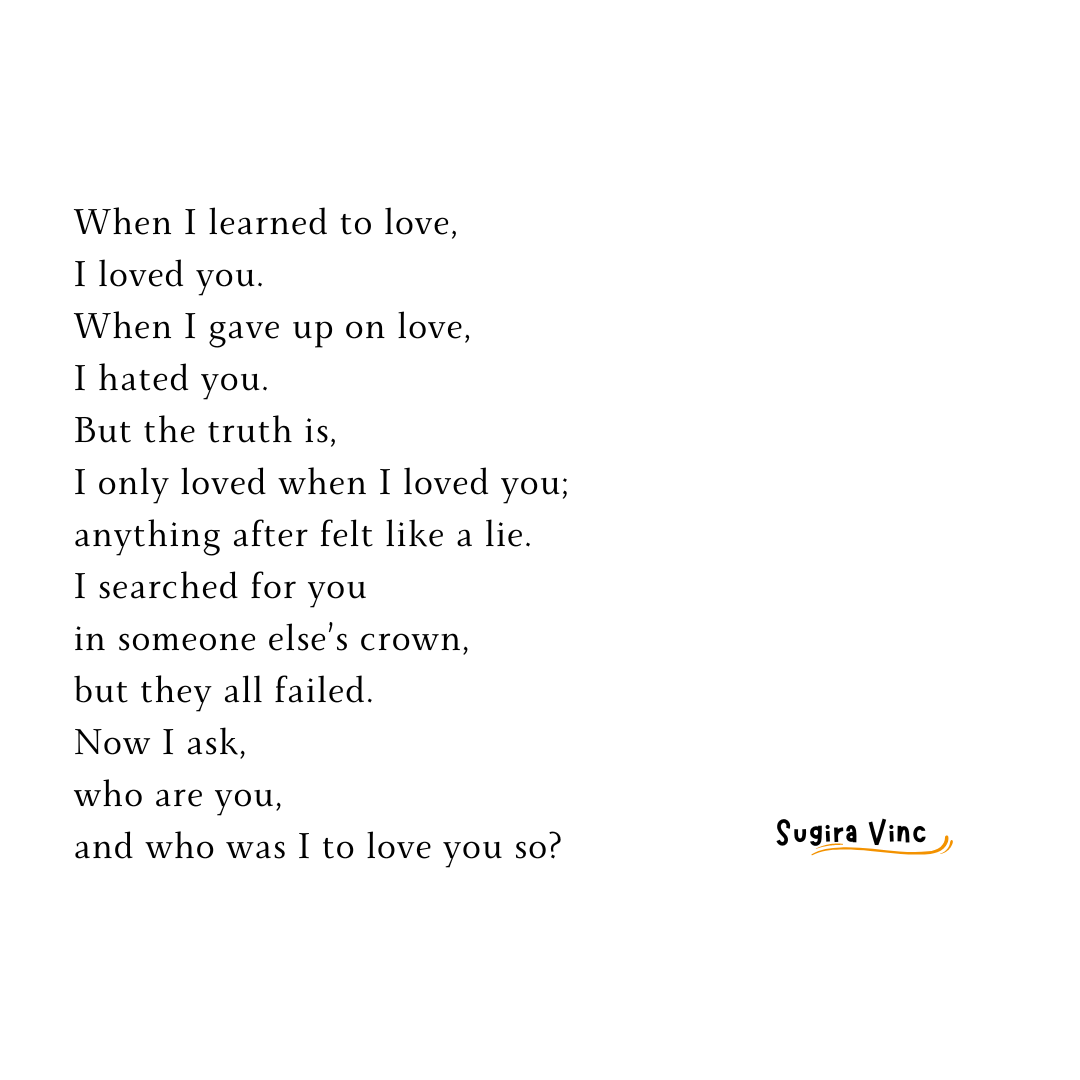 When I learned to love,
I loved you.
When I gave up on love,
I hated you.
But the truth is,
I only loved when I loved you;
anything after felt like a lie.
I searched for you
in someone else's crown,
but they all failed.
Now I ask,
who are you,
and who was I to love you so?
Sugira Vinc